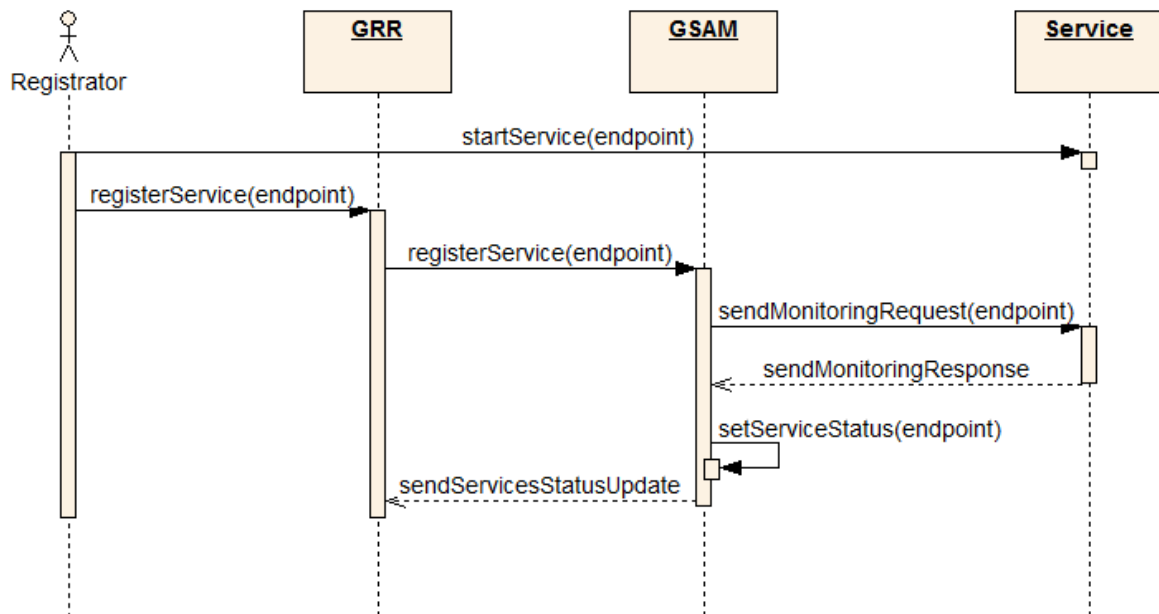 Registrator
GRR
GSAM
Service
startService(endpoint)
registerService(endpoint)
registerService(endpoint)
sendMonitoringRequest(endpoint)
sendMonitoringResponse
setServiceStatus(endpoint)
sendServicesStatusUpdate